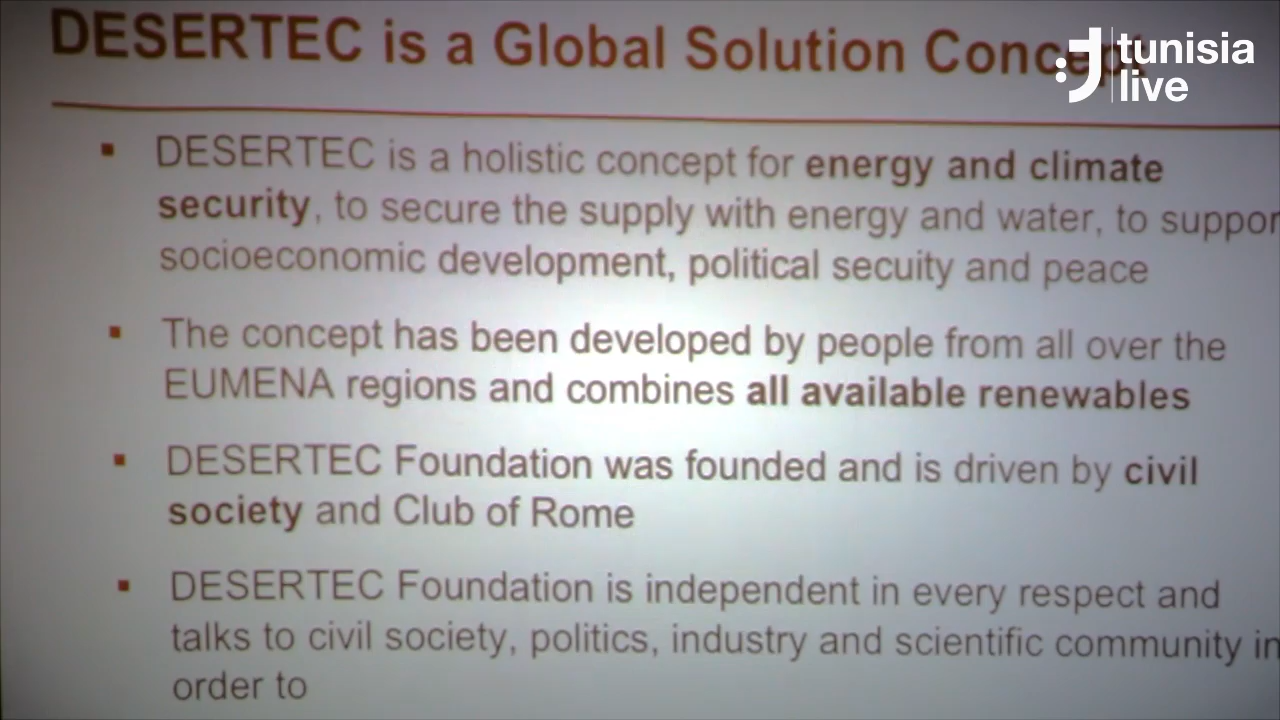 DESERTEC is a Global Solution Concept
tunisia
live
▪ DESERTEC is a holistic concept for energy and climate
security, to secure the supply with energy and water, to suppor
socioeconomic development, political secuity and peace
▪ The concept has been developed by people from all over the
EUMENA regions and combines all available renewables
▪ DESERTEC Foundation was founded and is driven by civil
society and Club of Rome
▪ DESERTEC Foundation is independent in every respect and
talks to civil society, politics, industry and scientific community in
order to